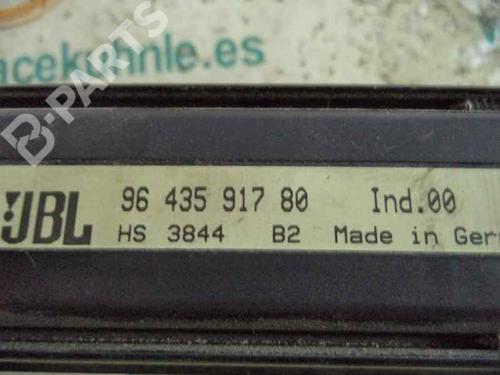 acekuhnle.es
B-PARTS
JBL 96 435 917 80 Ind.00
HS 3844 B2 Made in Ger